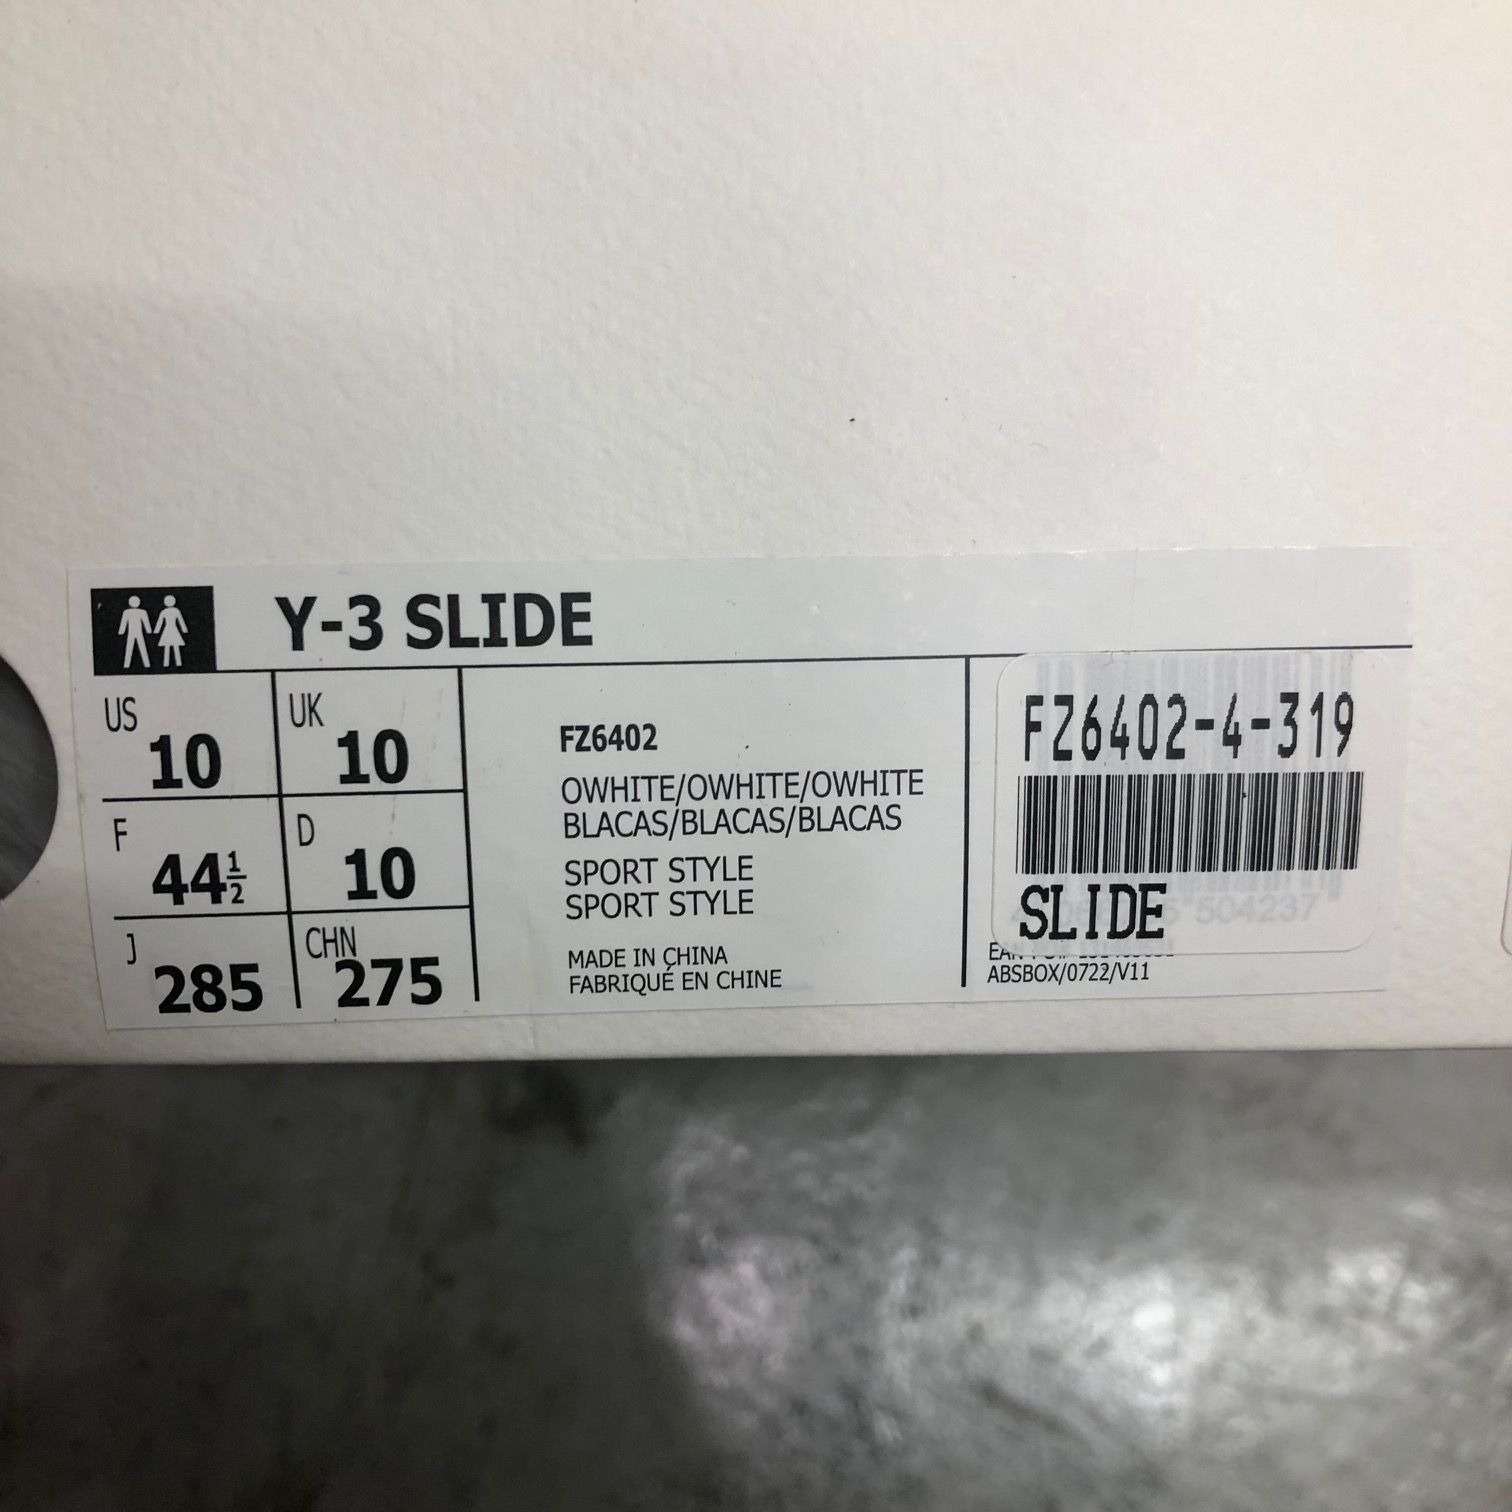 Y-3 SLIDE
US 10
UK 10
F 44½
D 10
J 285
CHN 275
FZ6402
OWHITE/OWHITE/OWHITE
BLACAS/BLACAS/BLACAS
SPORT STYLE
SPORT STYLE
MADE IN CHINA
FABRIQUÉ EN CHINE
FZ6402-4-319
SLIDE
504237
ABSBOX/0722/V11